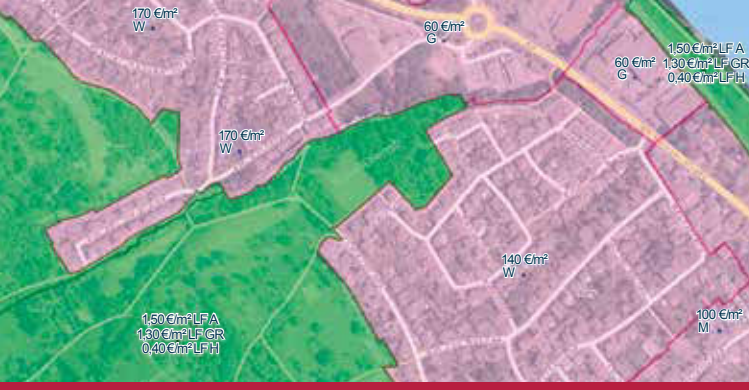 170 €/m²
W
60 €/m²
G
60 €/m²
G
1,50 €/m² LF A
1,30 €/m² LF GR
0,40 €/m² LF H
170 €/m²
W
140 €/m²
W
1,50 €/m² LF A
1,30 €/m² LF GR
0,40 €/m² LF H
100 €/m²
M